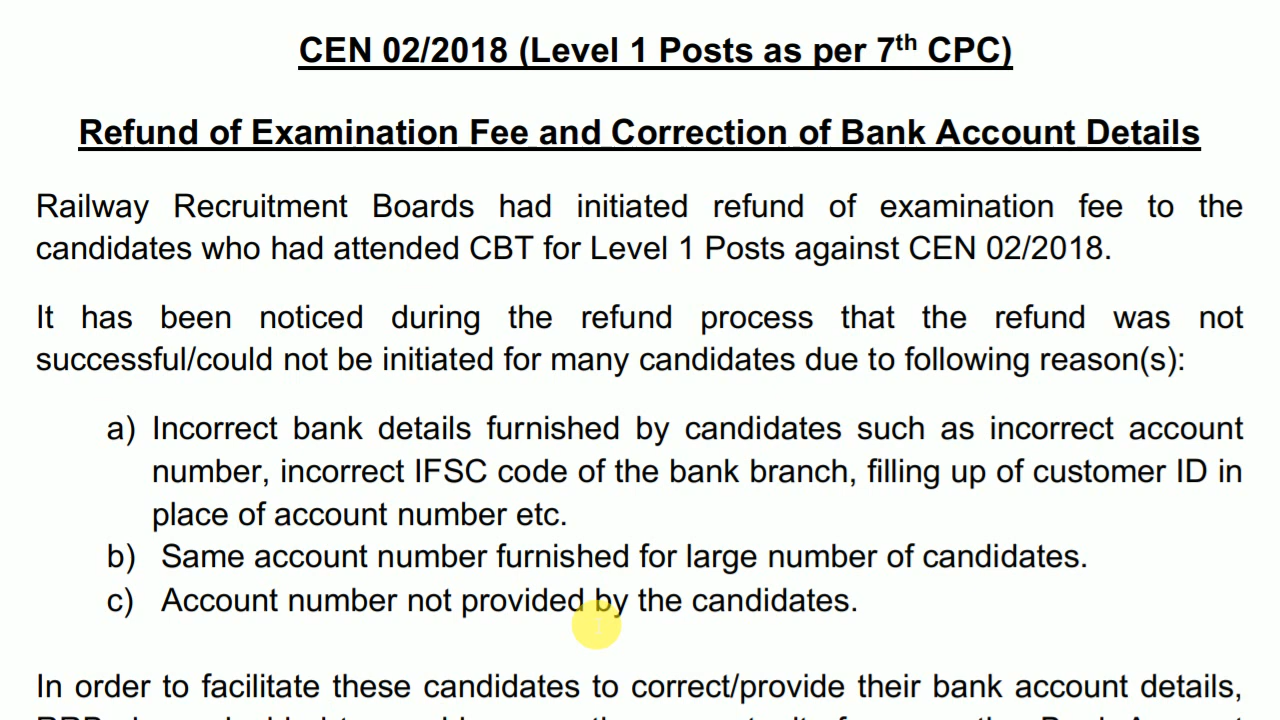 CEN 02/2018 (Level 1 Posts as per 7th CPC)
Refund of Examination Fee and Correction of Bank Account Details
Railway Recruitment Boards had initiated refund of examination fee to the
candidates who had attended CBT for Level 1 Posts against CEN 02/2018.
It has been noticed during the refund process that the refund was not
successful/could not be initiated for many candidates due to following reason(s):
a) Incorrect bank details furnished by candidates such as incorrect account
number, incorrect IFSC code of the bank branch, filling up of customer ID in
place of account number etc.
b) Same account number furnished for large number of candidates.
c) Account number not provided by the candidates.
In order to facilitate these candidates to correct/provide their bank account details,